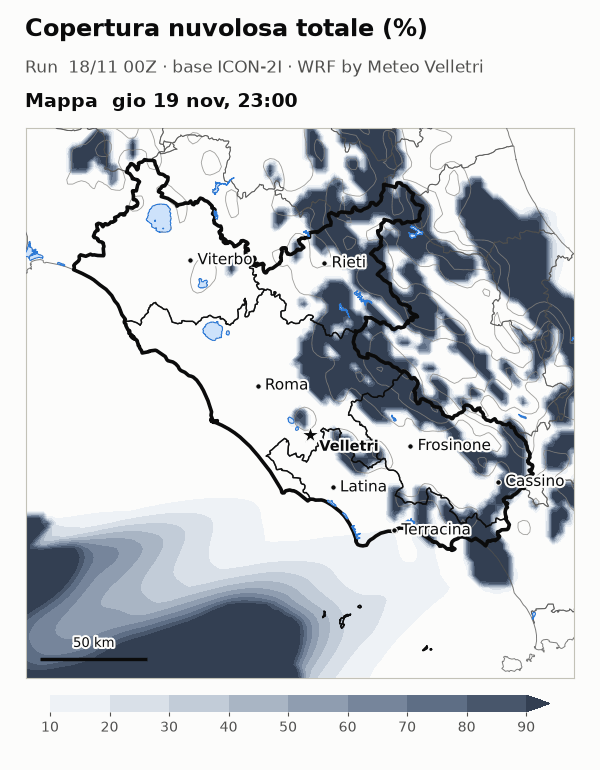 Copertura nuvolosa totale (%)
Run  18/11 00Z · base ICON-2I · WRF by Meteo Velletri
Mappa  gio 19 nov, 23:00
Viterbo
Rieti
Roma
Velletri
Frosinone
Cassino
Latina
Terracina
50 km
10 20 30 40 50 60 70 80 90